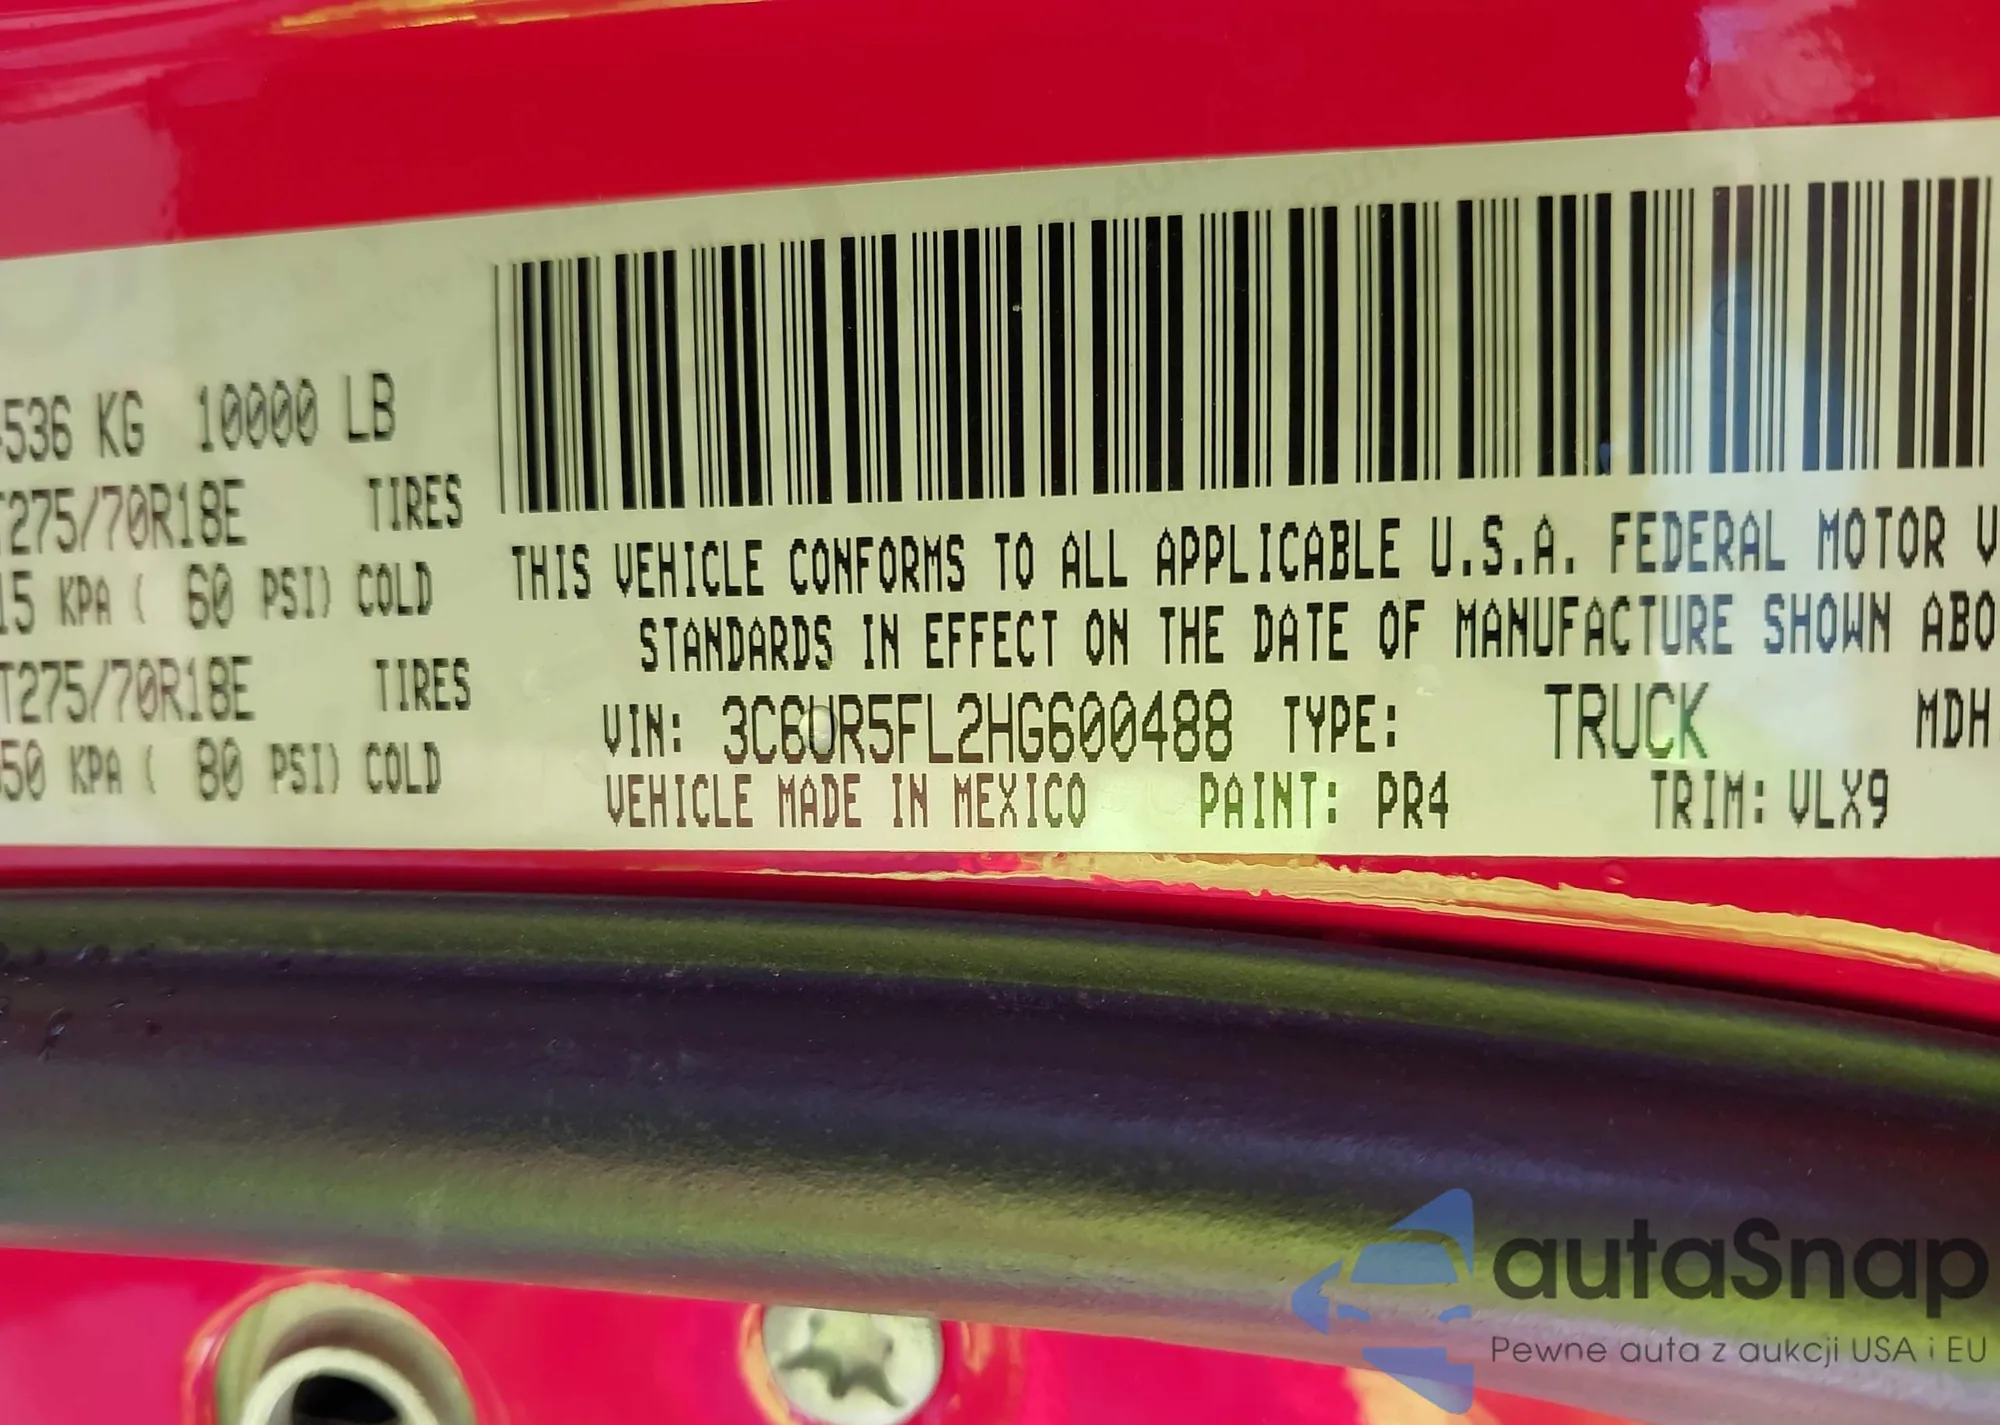 536 KG 10000 LB
T275/70R18E TIRES
15 KPA ( 60 PSI) COLD
T275/70R18E TIRES
50 KPA ( 80 PSI) COLD
THIS VEHICLE CONFORMS TO ALL APPLICABLE U.S.A. FEDERAL MOTOR V
STANDARDS IN EFFECT ON THE DATE OF MANUFACTURE SHOWN ABO
VIN: 3C6UR5FL2HG600488 TYPE: TRUCK MDH
VEHICLE MADE IN MEXICO PAINT: PR4 TRIM: VLX9
autaSnap
Pewne auta z aukcji USA i EU